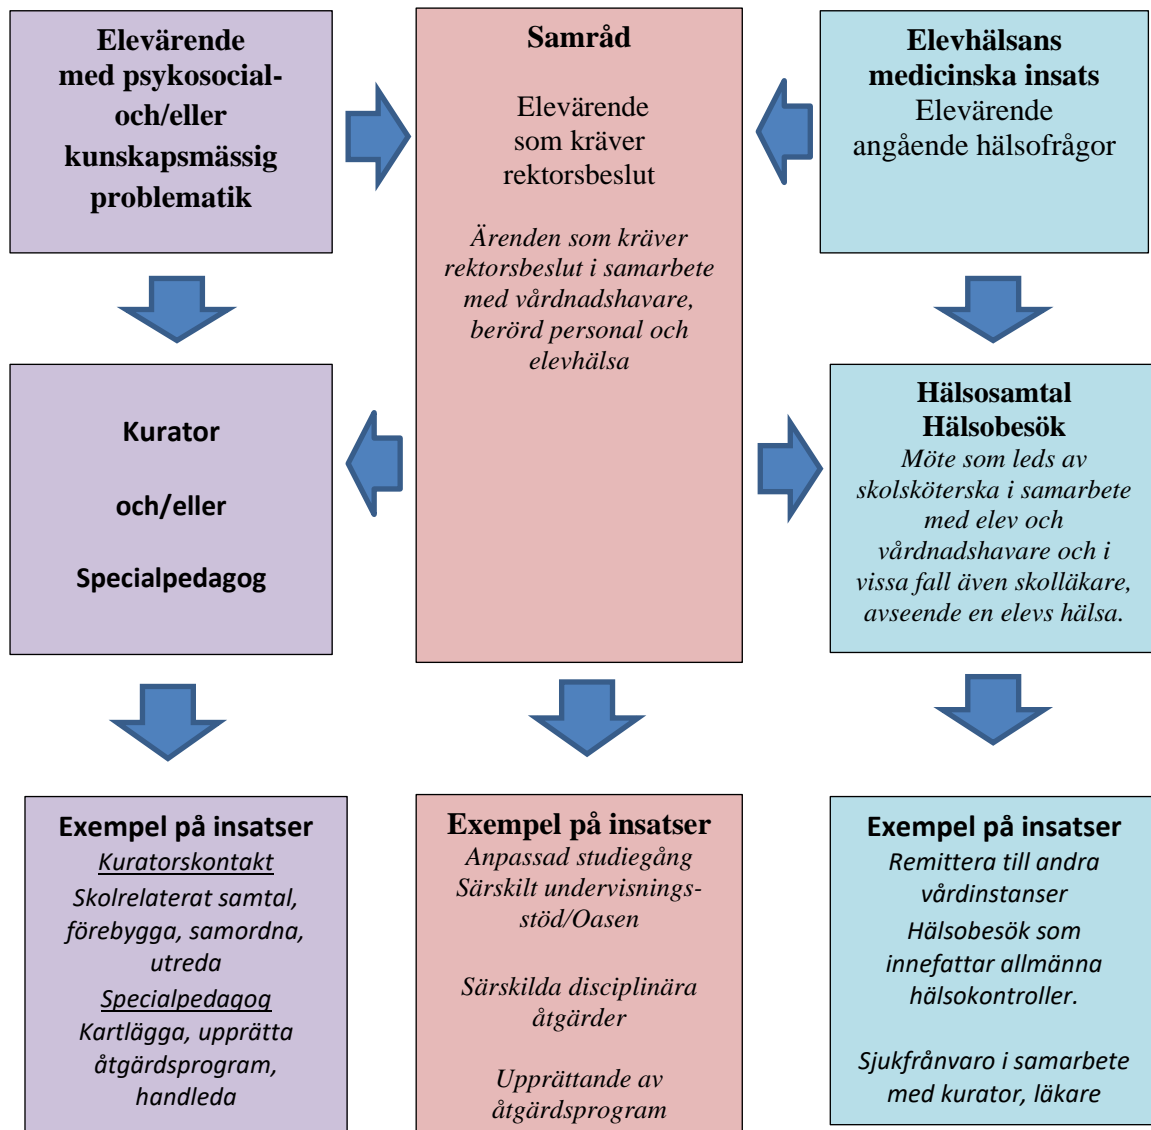 Elevärende
med psykosocial-
och/eller
kunskapsmässig
problematik
Samråd
Elevärende
som kräver
rektorsbeslut
Ärenden som kräver
rektorsbeslut i samarbete
med vårdnadshavare,
berörd personal och
elevhälsa
Elevhälsans
medicinska insats
Elevärende
angående hälsofrågor
Kurator
och/eller
Specialpedagog
Hälsosamtal
Hälsobesök
Möte som leds av
skolsköterska i samarbete
med elev och
vårdnadshavare och i
vissa fall även skolläkare,
avseende en elevs hälsa.
Exempel på insatser
Kuratorskontakt
Skolrelaterat samtal,
förebygga, samordna,
utreda
Specialpedagog
Kartlägga, upprätta
åtgärdsprogram,
handleda
Exempel på insatser
Anpassad studiegång
Särskilt undervisnings-
stöd/Oasen
Särskilda disciplinära
åtgärder
Upprättande av
åtgärdsprogram
Exempel på insatser
Remittera till andra
vårdinstanser
Hälsobesök som
innefattar allmänna
hälsokontroller.
Sjukfrånvaro i samarbete
med kurator, läkare